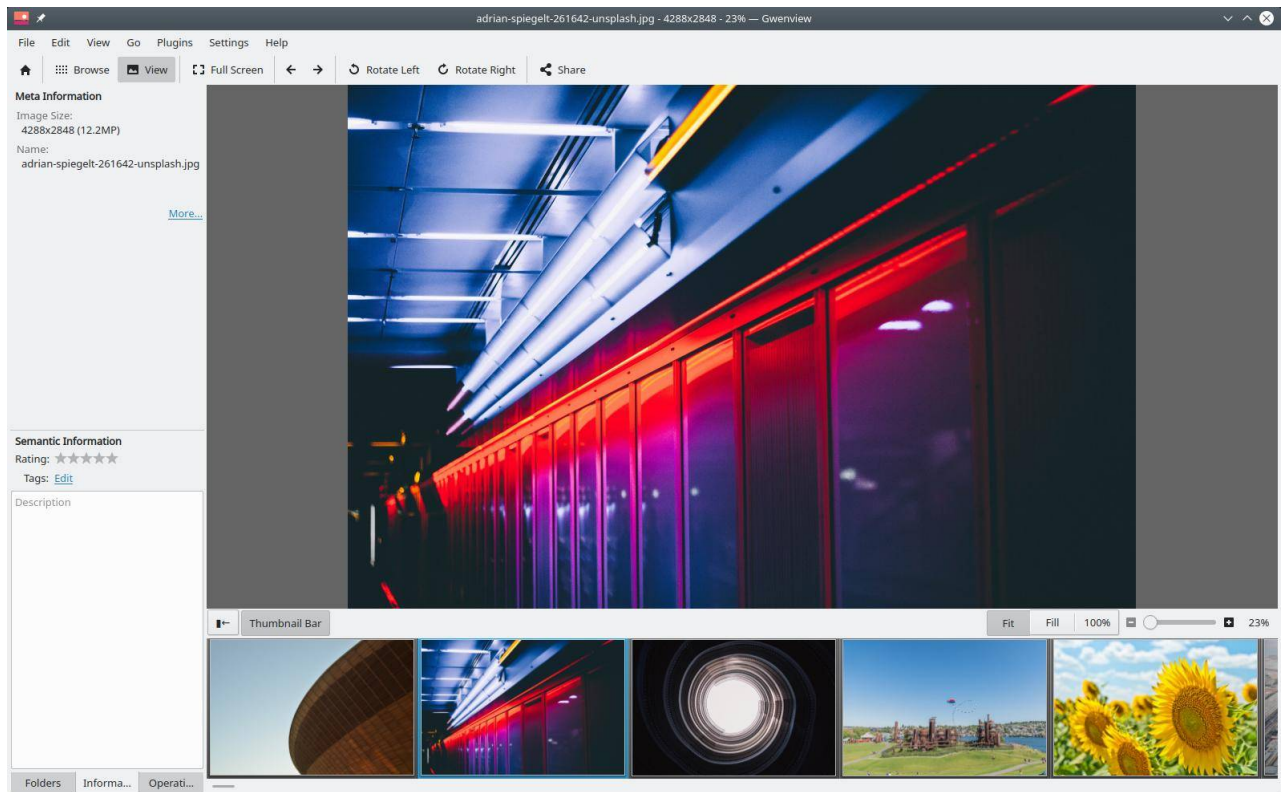 adrian-spiegelt-261642-unsplash.jpg - 4288x2848 - 23% — Gwenview
File Edit View Go Plugins Settings Help
Browse View Full Screen Rotate Left Rotate Right Share
Meta Information
Image Size:
4288x2848 (12.2MP)
Name:
adrian-spiegelt-261642-unsplash.jpg
More...
Semantic Information
Rating:
Tags: Edit
Description
Thumbnail Bar Fit Fill 100% 23%
Folders Informa... Operati...